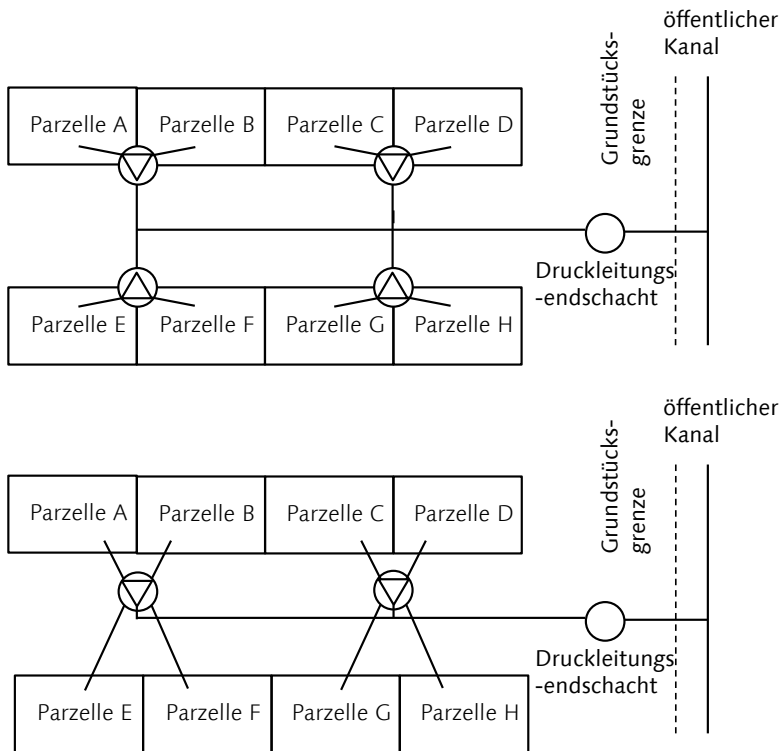 öffentlicher
Kanal
Grundstücks-
grenze
Parzelle A
Parzelle B
Parzelle C
Parzelle D
Druckleitungs
-endschacht
Parzelle E
Parzelle F
Parzelle G
Parzelle H
öffentlicher
Kanal
Grundstücks-
grenze
Parzelle A
Parzelle B
Parzelle C
Parzelle D
Druckleitungs
-endschacht
Parzelle E
Parzelle F
Parzelle G
Parzelle H